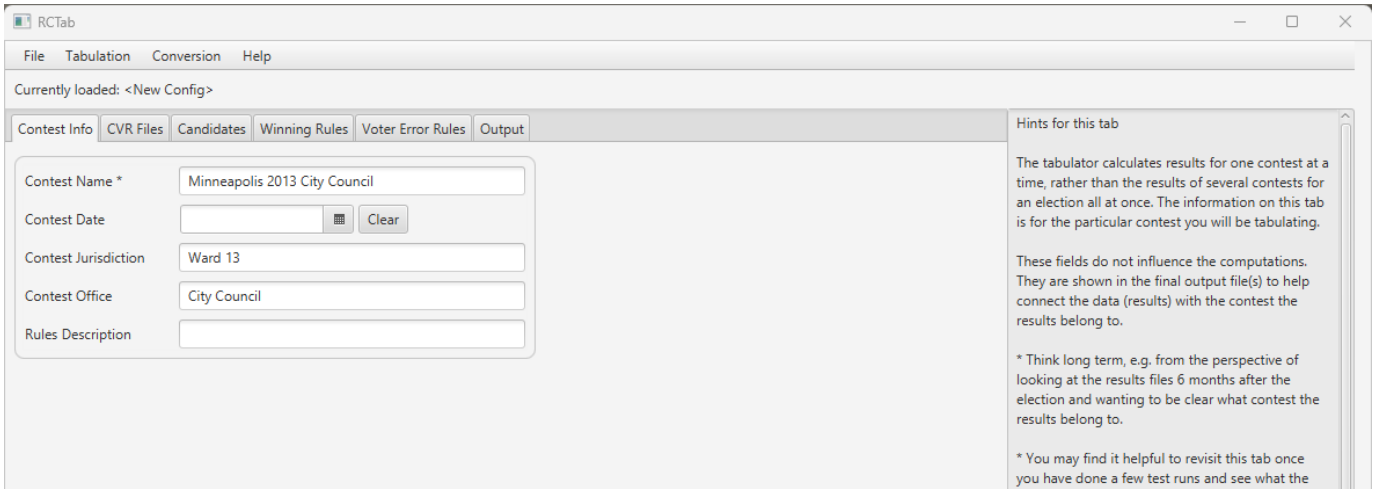 RCTab
File Tabulation Conversion Help
Currently loaded: <New Config>
Contest Info CVR Files Candidates Winning Rules Voter Error Rules Output
Contest Name * Minneapolis 2013 City Council
Contest Date Clear
Contest Jurisdiction Ward 13
Contest Office City Council
Rules Description
Hints for this tab
The tabulator calculates results for one contest at a
time, rather than the results of several contests for
an election all at once. The information on this tab
is for the particular contest you will be tabulating.
These fields do not influence the computations.
They are shown in the final output file(s) to help
connect the data (results) with the contest the
results belong to.
* Think long term, e.g. from the perspective of
looking at the results files 6 months after the
election and wanting to be clear what contest the
results belong to.
* You may find it helpful to revisit this tab once
you have done a few test runs and see what the